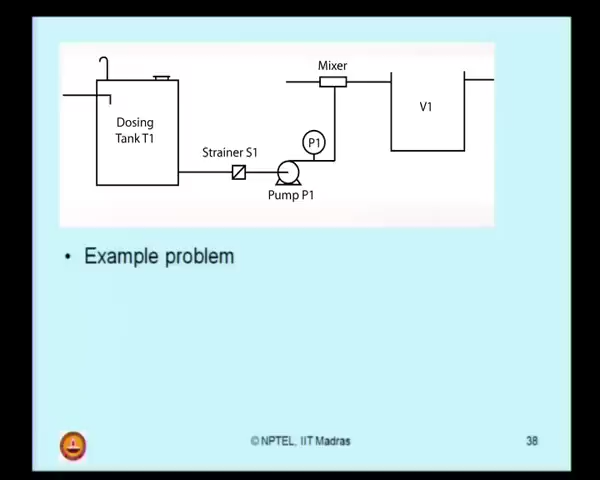 Mixer
V1
Dosing
Tank T1
P1
Strainer S1
Pump P1
• Example problem
© NPTEL, IIT Madras
38